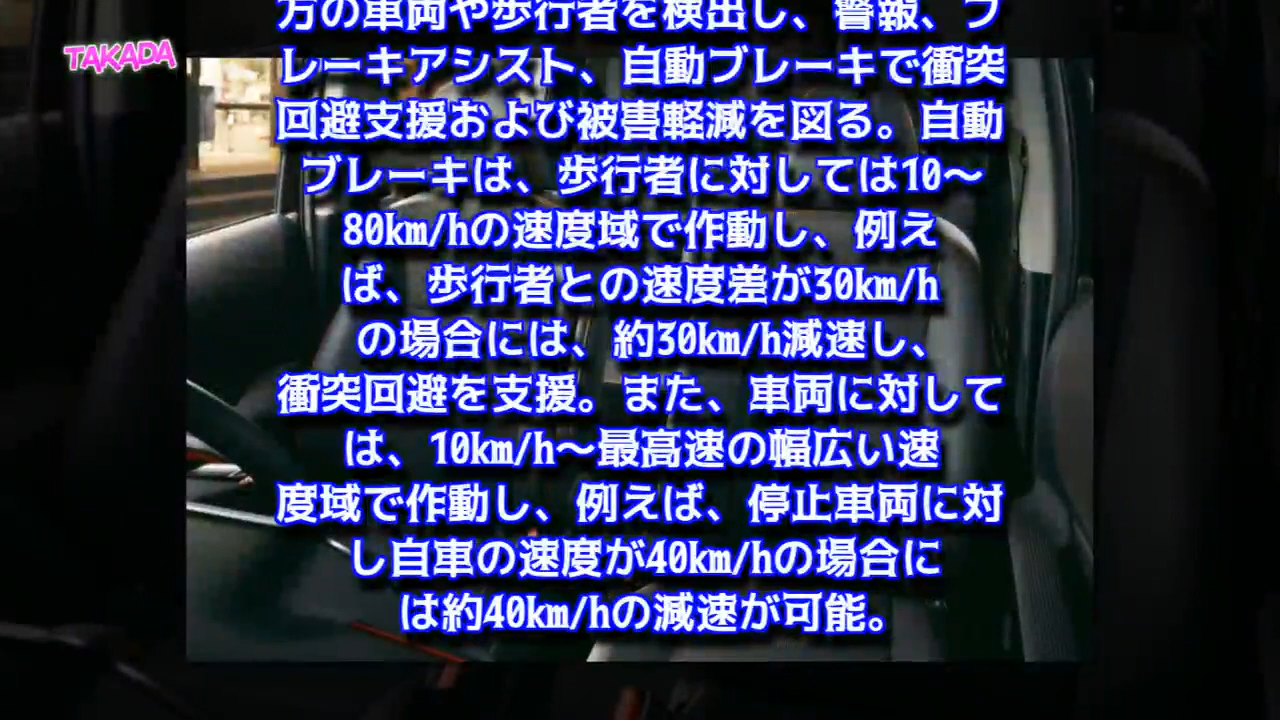 TAKADA
方の車両や歩行者を検出し、警報、ブ
レーキアシスト、自動ブレーキで衝突
回避支援および被害軽減を図る。自動
ブレーキは、歩行者に対しては10〜
80km/hの速度域で作動し、例え
ば、歩行者との速度差が30km/h
の場合には、約30km/h減速し、
衝突回避を支援。また、車両に対して
は、10km/h〜最高速の幅広い速
度域で作動し、例えば、停止車両に対
し自車の速度が40km/hの場合に
は約40km/hの減速が可能。